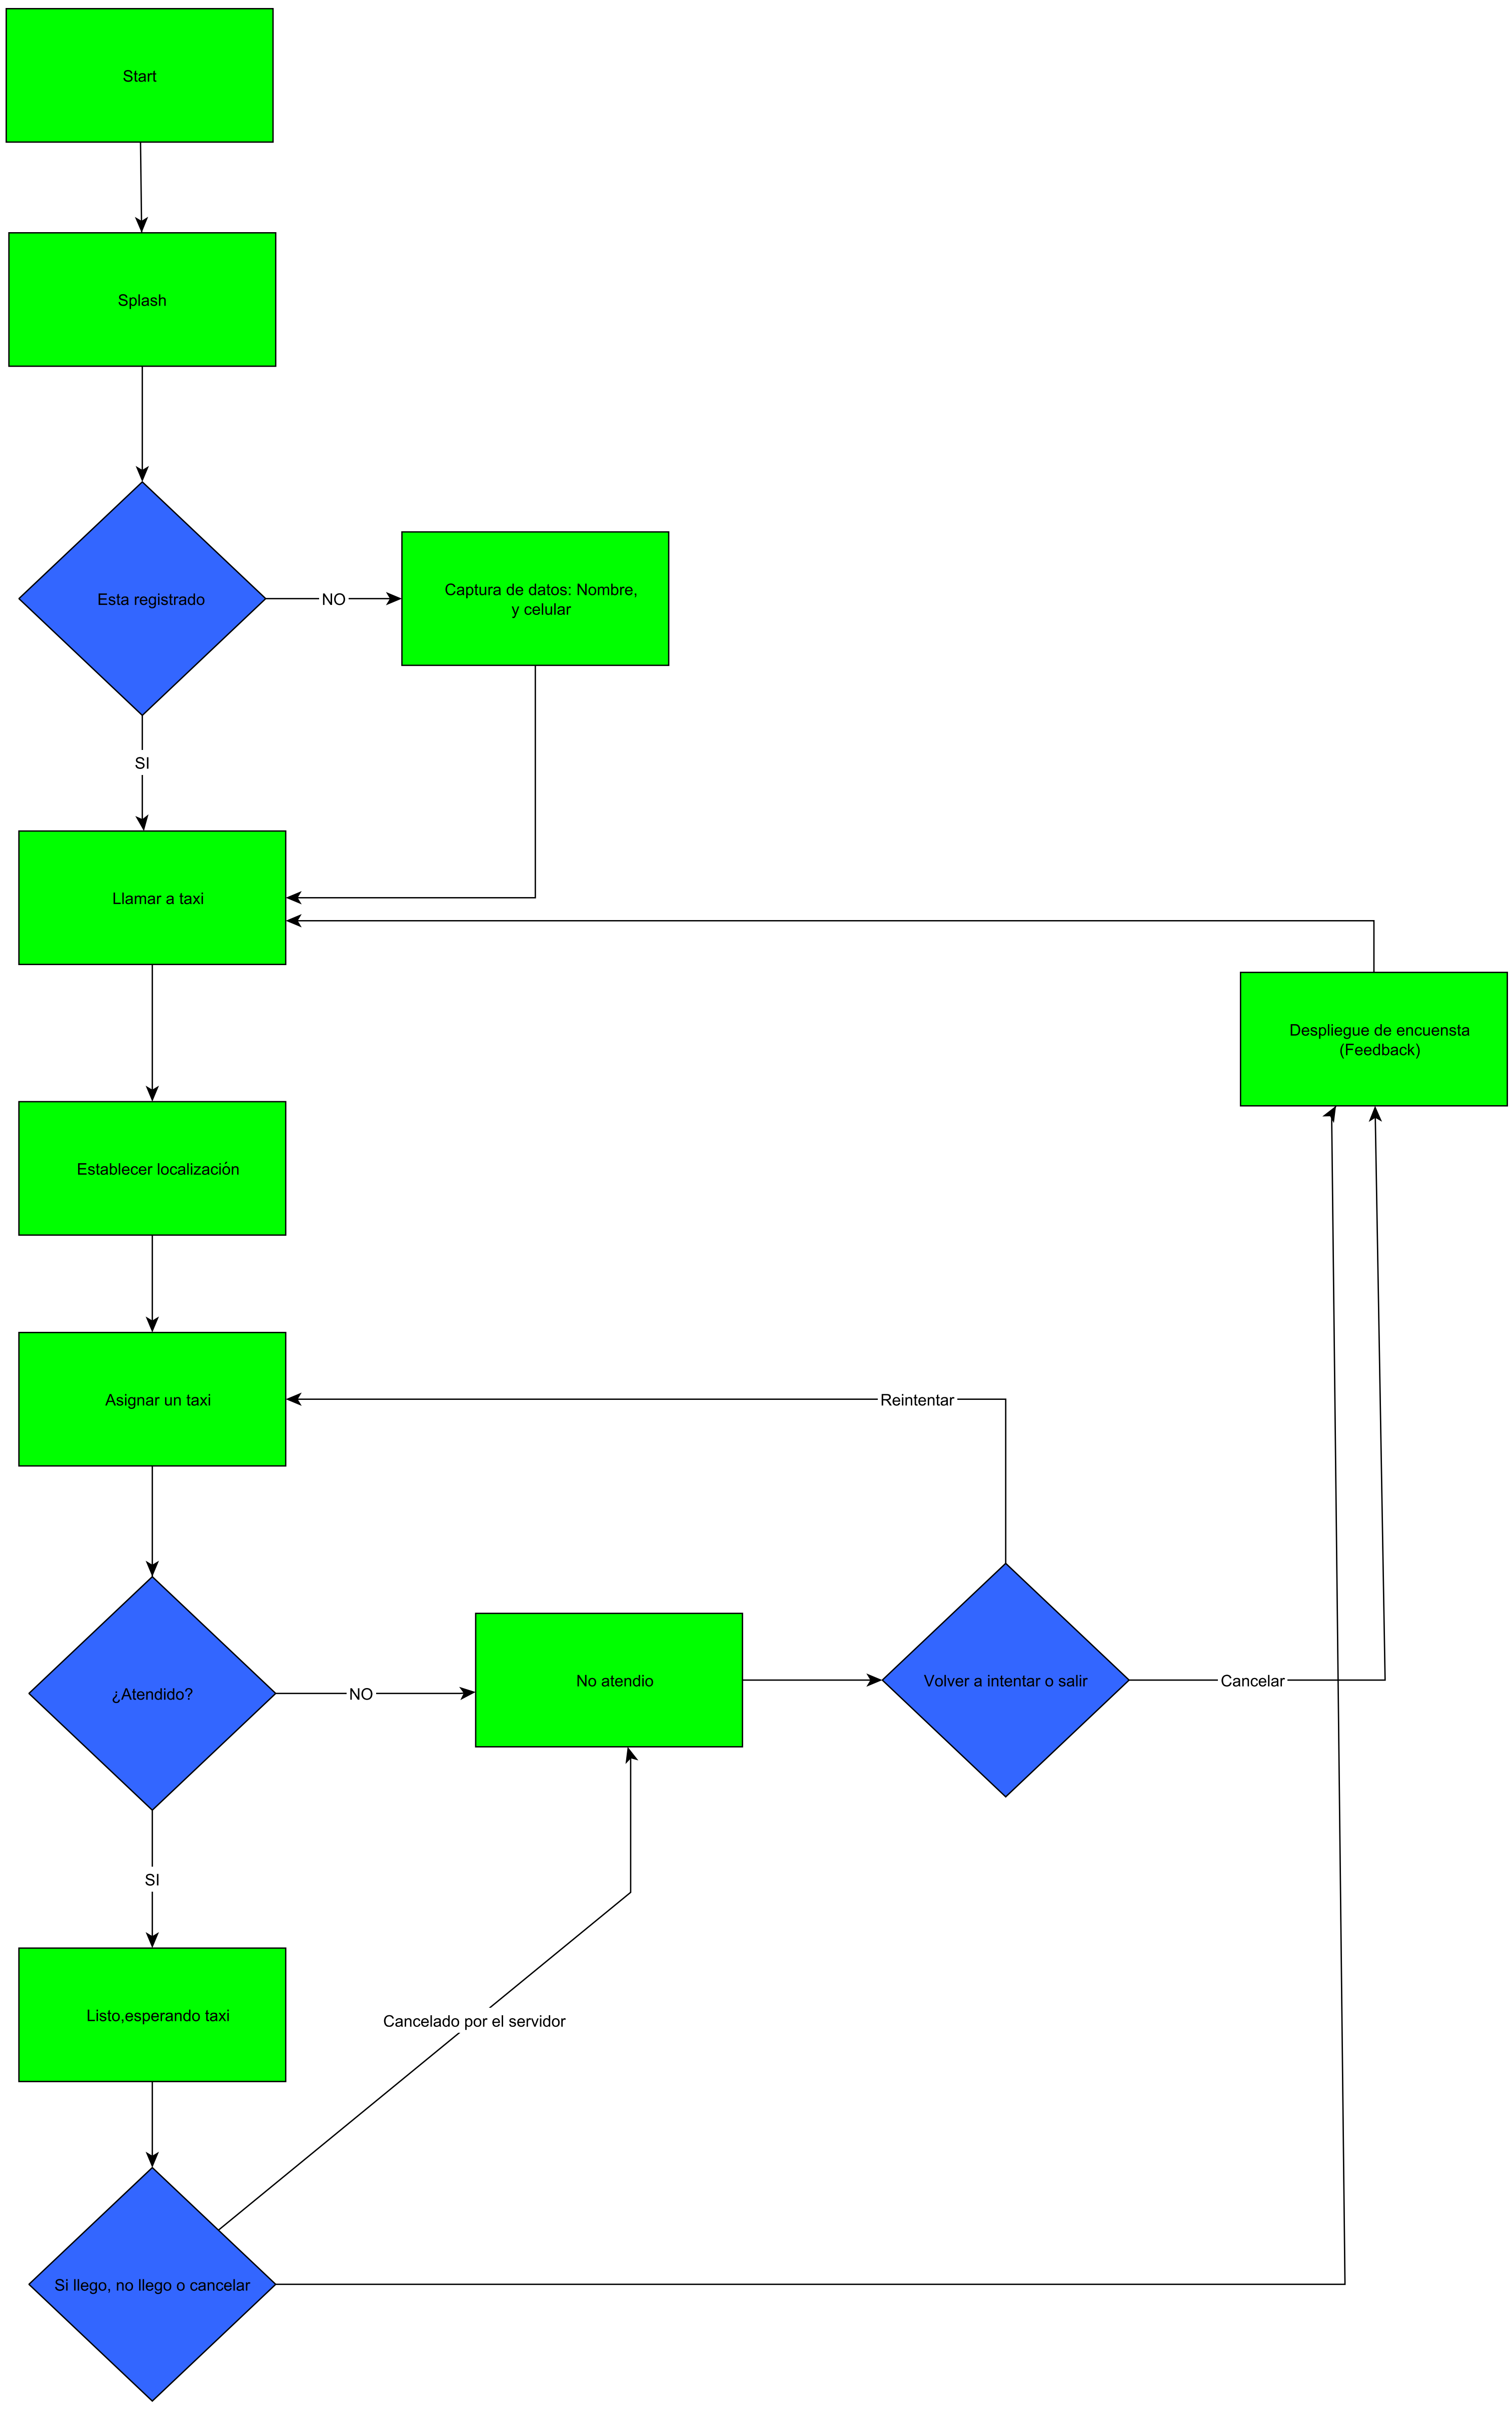 Start
Splash
Esta registrado
NO
Captura de datos: Nombre,
y celular
SI
Llamar a taxi
Despliegue de encuensta
(Feedback)
Establecer localización
Asignar un taxi
Reintentar
¿Atendido?
NO
No atendio
Volver a intentar o salir
Cancelar
SI
Listo,esperando taxi
Cancelado por el servidor
Si llego, no llego o cancelar